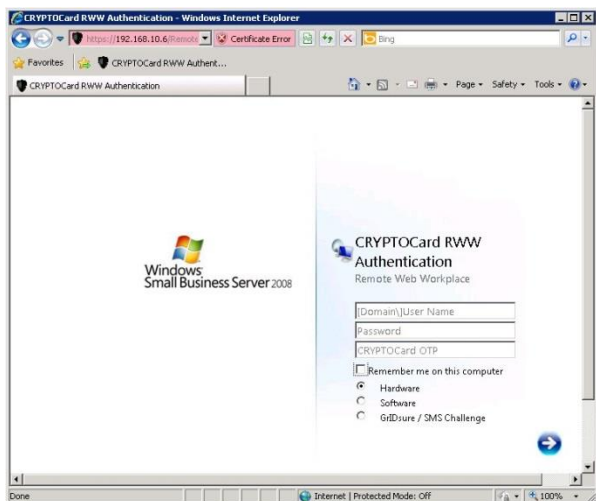 CRYPTOCard RWW Authentication - Windows Internet Explorer
https://192.168.10.6/Remote
Certificate Error
Bing
Favorites
CRYPTOCard RWW Authent...
CRYPTOCard RWW Authentication
Page
Safety
Tools
Windows
Small Business Server 2008
CRYPTOCard RWW
Authentication
Remote Web Workplace
[Domain\]User Name
Password
CRYPTOCard OTP
Remember me on this computer
Hardware
Software
GrIDsure / SMS Challenge
Done
Internet | Protected Mode: Off
100%